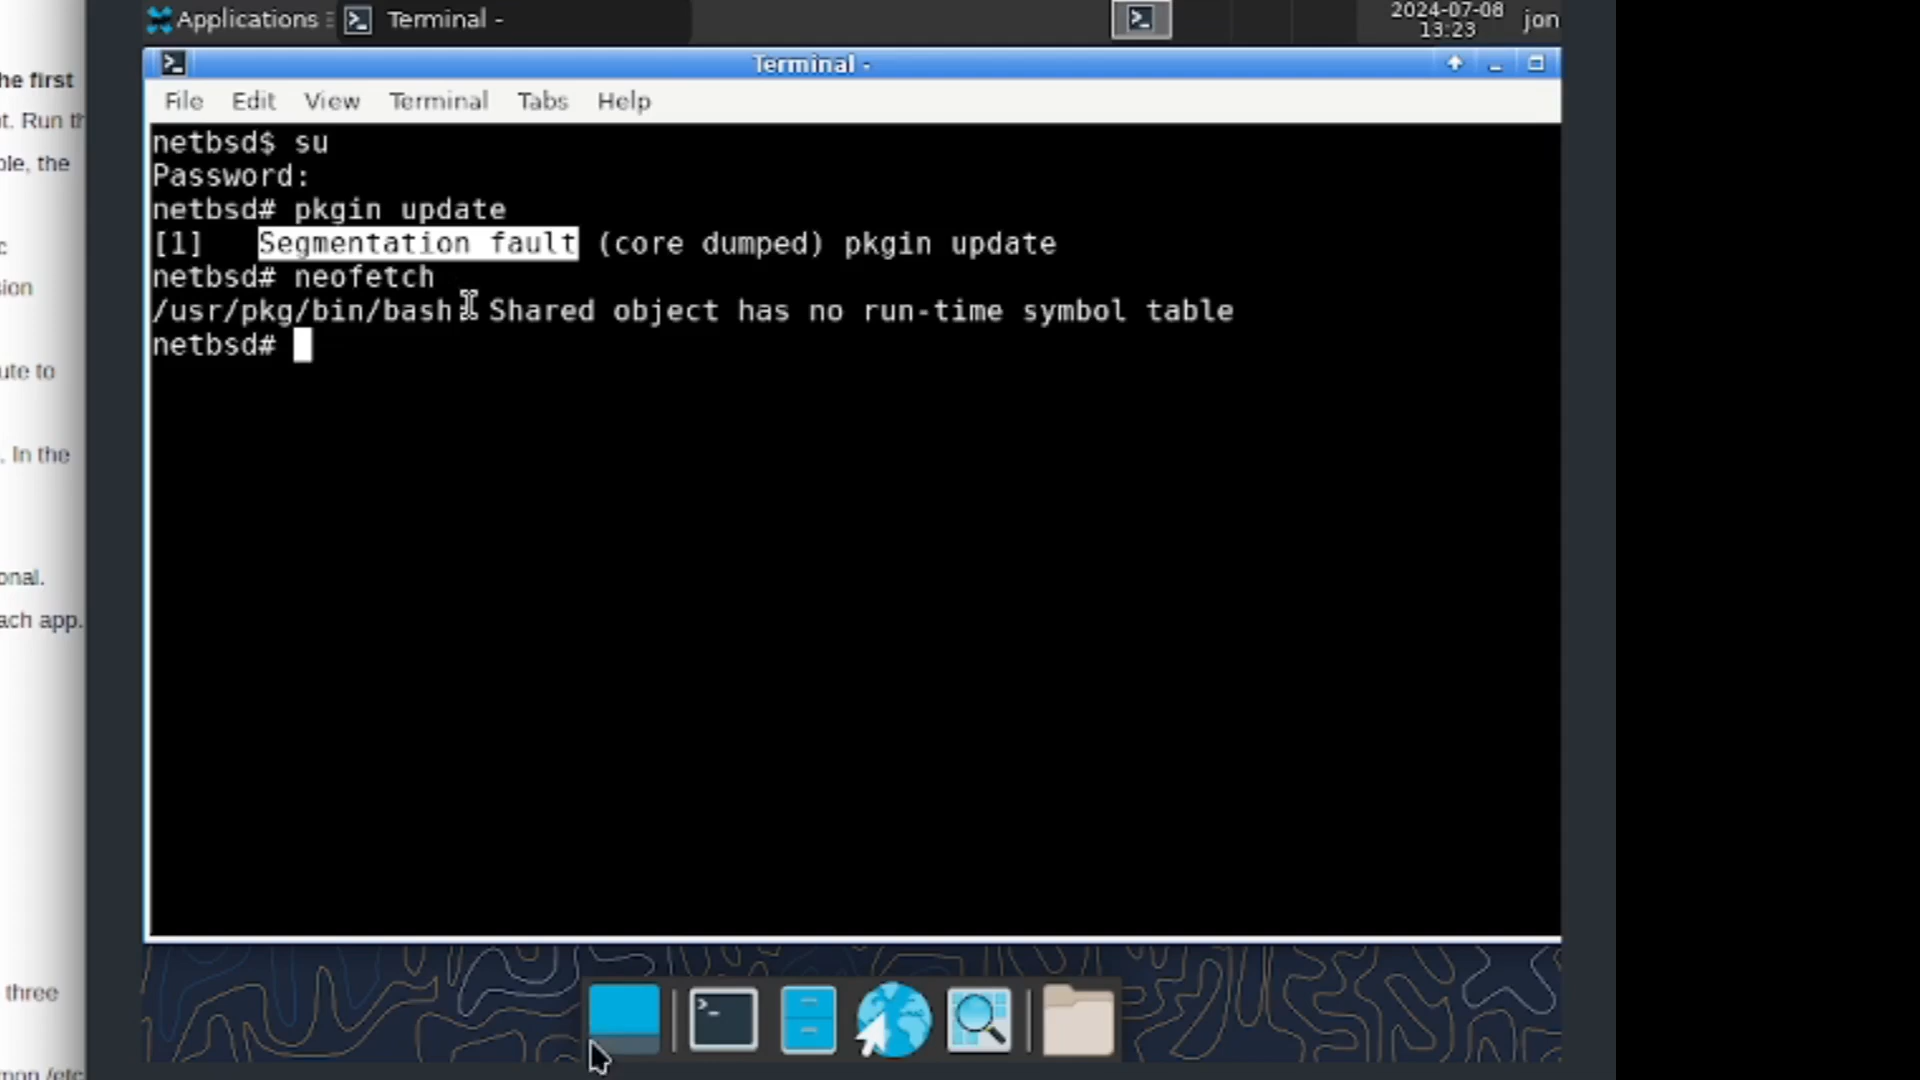 he first
t. Run th
ole, the
c
sion
ute to
. In the
onal.
ach app.
three
mon /etc
Applications
Terminal -
2024-07-08
13:23
jon
Terminal -
File Edit View Terminal Tabs Help
netbsd$ su
Password:
netbsd# pkgin update
[1]   Segmentation fault (core dumped) pkgin update
netbsd# neofetch
/usr/pkg/bin/bash: Shared object has no run-time symbol table
netbsd#